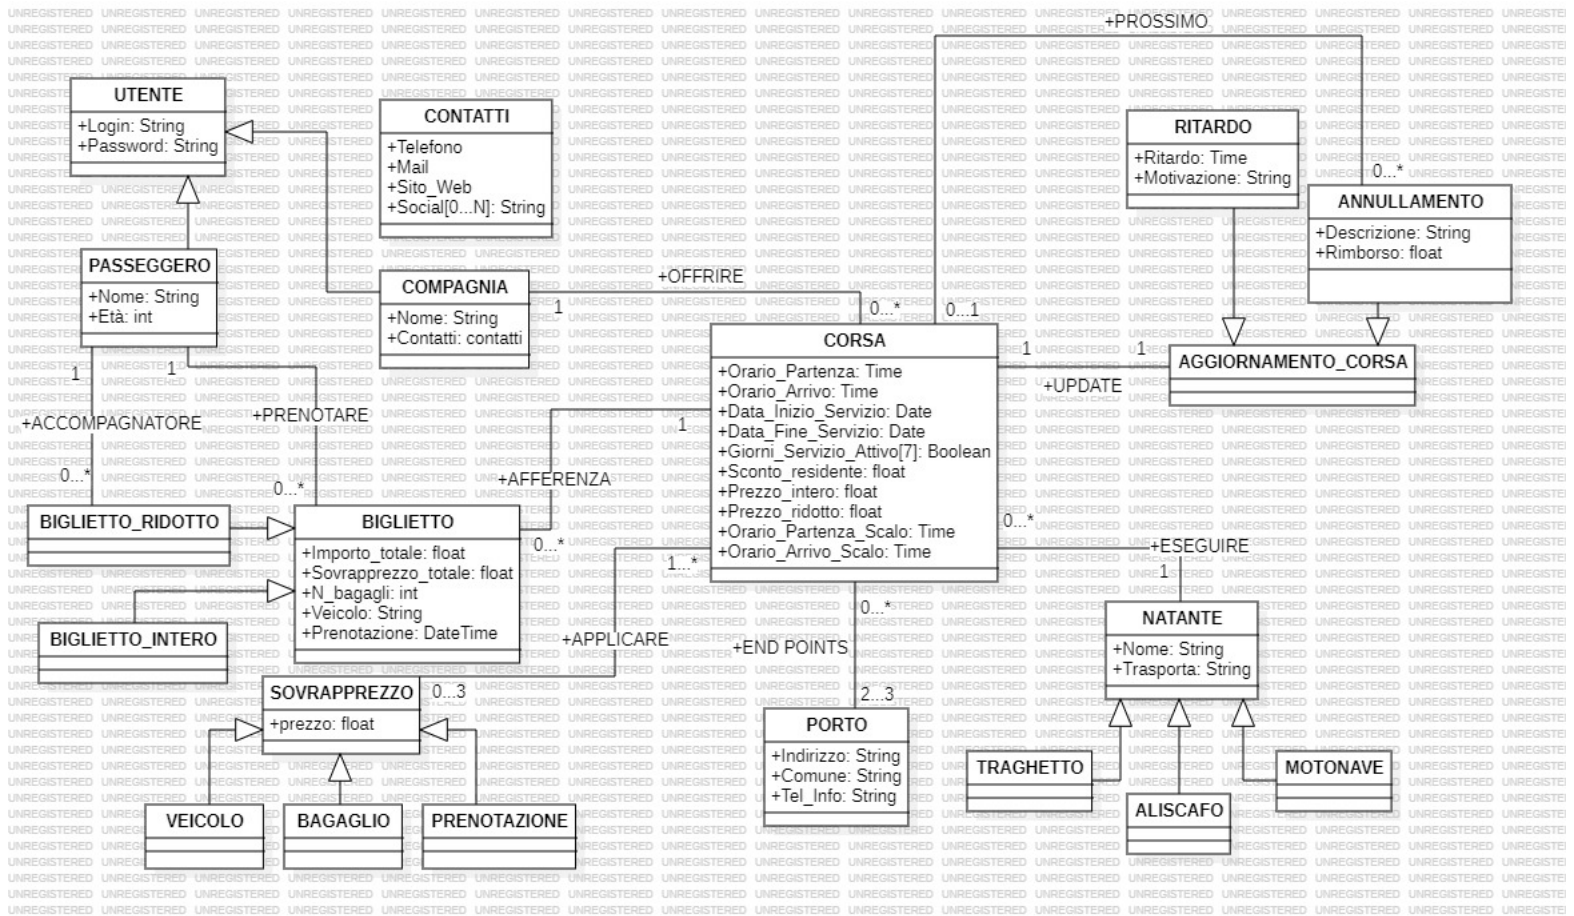 +PROSSIMO
UTENTE
+Login: String
+Password: String
CONTATTI
+Telefono
+Mail
+Sito_Web
+Social[0...N]: String
RITARDO
+Ritardo: Time
+Motivazione: String
0...*
ANNULLAMENTO
+Descrizione: String
+Rimborso: float
PASSEGGERO
+Nome: String
+Età: int
COMPAGNIA
+Nome: String
+Contatti: contatti
+OFFRIRE
1
0...*
0...1
CORSA
+Orario_Partenza: Time
+Orario_Arrivo: Time
+Data_Inizio_Servizio: Date
+Data_Fine_Servizio: Date
+Giorni_Servizio_Attivo[7]: Boolean
+Sconto_residente: float
+Prezzo_intero: float
+Prezzo_ridotto: float
+Orario_Partenza_Scalo: Time
+Orario_Arrivo_Scalo: Time
1
1
+UPDATE
AGGIORNAMENTO_CORSA
1
1
+ACCOMPAGNATORE
+PRENOTARE
0...*
0...*
1
+AFFERENZA
0...*
BIGLIETTO_RIDOTTO
BIGLIETTO
+Importo_totale: float
+Sovrapprezzo_totale: float
+N_bagagli: int
+Veicolo: String
+Prenotazione: DateTime
BIGLIETTO_INTERO
1...*
+APPLICARE
0...3
0...*
+ESEGUIRE
1
0...*
+END POINTS
2...3
NATANTE
+Nome: String
+Trasporta: String
SOVRAPPREZZO
+prezzo: float
PORTO
+Indirizzo: String
+Comune: String
+Tel_Info: String
TRAGHETTO
ALISCAFO
MOTONAVE
VEICOLO
BAGAGLIO
PRENOTAZIONE
UNREGISTERED